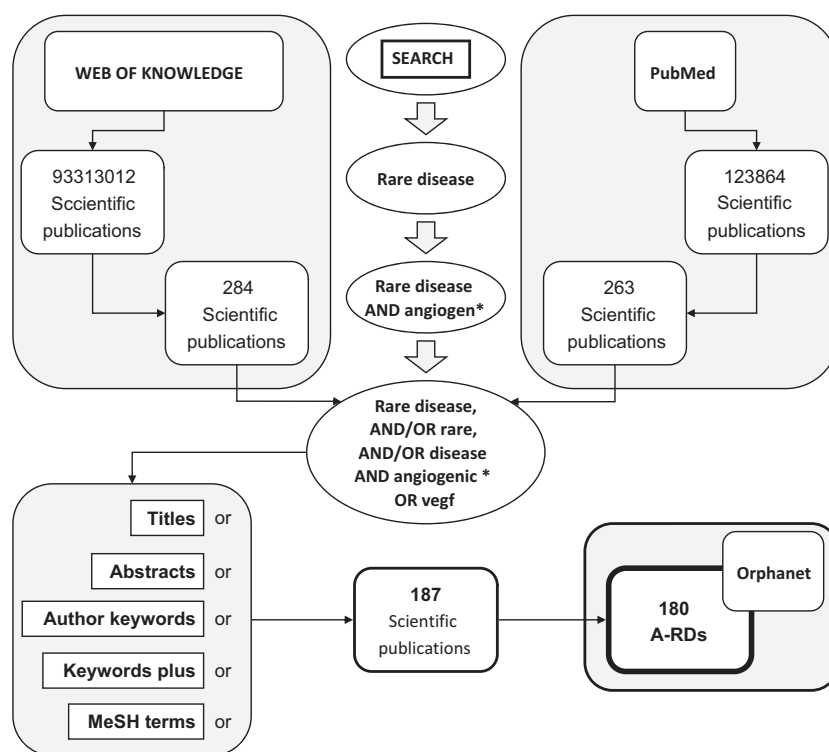 WEB OF KNOWLEDGE
93313012
Sccientific
publications
284
Scientific
publications
SEARCH
Rare disease
Rare disease
AND angiogen*
Rare disease,
AND/OR rare,
AND/OR disease
AND angiogenic *
OR vegf
PubMed
123864
Scientific
publications
263
Scientific
publications
Titles or
Abstracts or
Author keywords or
Keywords plus or
MeSH terms or
187
Scientific
publications
Orphanet
180
A-RDs